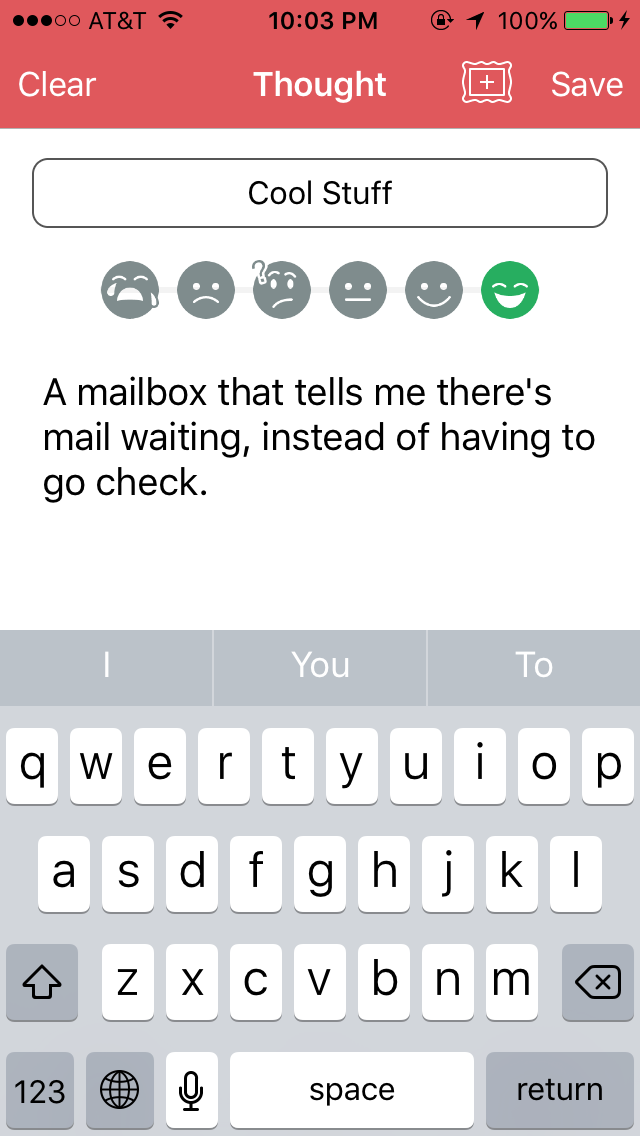 AT&T 10:03 PM 100%
Clear Thought Save
Cool Stuff
A mailbox that tells me there's
mail waiting, instead of having to
go check.
I You To
q w e r t y u i o p
a s d f g h j k l
z x c v b n m
123 space return